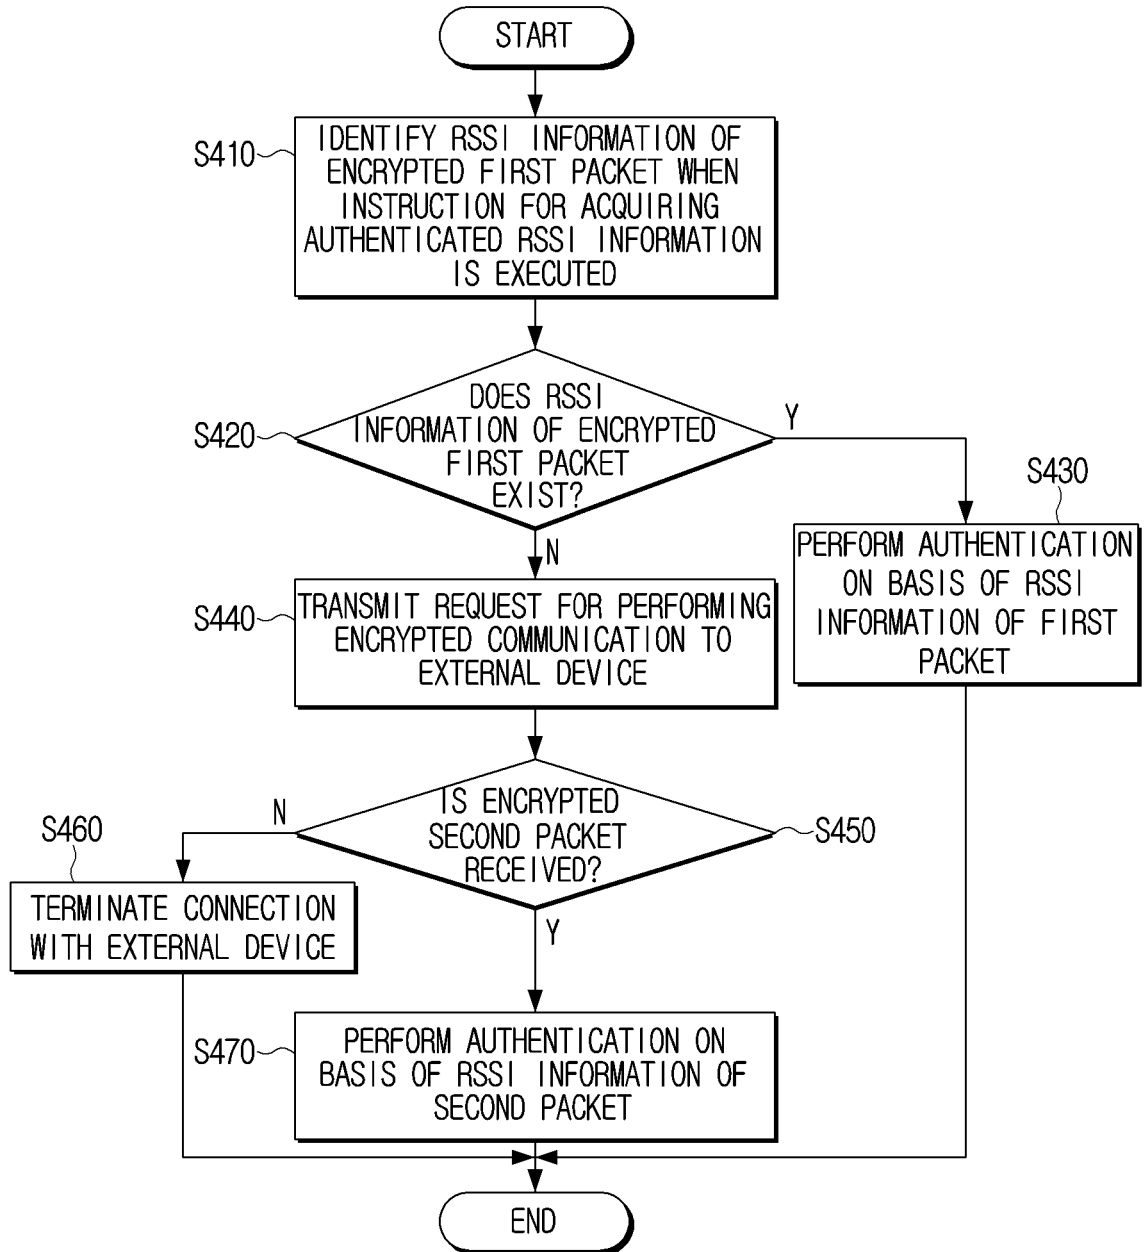 START
S410
IDENTIFY RSSI INFORMATION OF
ENCRYPTED FIRST PACKET WHEN
INSTRUCTION FOR ACQUIRING
AUTHENTICATED RSSI INFORMATION
IS EXECUTED
S420
DOES RSSI
INFORMATION OF ENCRYPTED
FIRST PACKET
EXIST?
Y
N
S430
PERFORM AUTHENTICATION
ON BASIS OF RSSI
INFORMATION OF FIRST
PACKET
S440
TRANSMIT REQUEST FOR PERFORMING
ENCRYPTED COMMUNICATION TO
EXTERNAL DEVICE
S450
IS ENCRYPTED
SECOND PACKET
RECEIVED?
N
Y
S460
TERMINATE CONNECTION
WITH EXTERNAL DEVICE
S470
PERFORM AUTHENTICATION ON
BASIS OF RSSI INFORMATION OF
SECOND PACKET
END